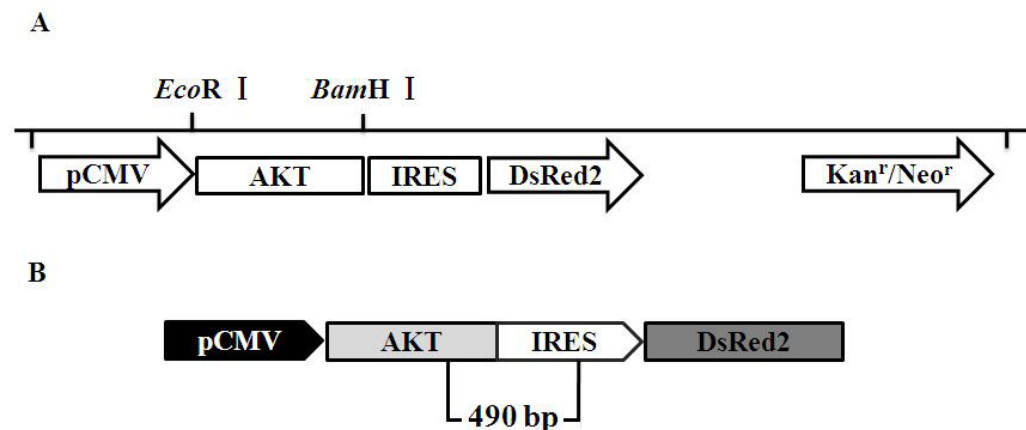 A
EcoR I BamH I
pCMV AKT IRES DsRed2 Kanʳ/Neoʳ
B
pCMV AKT IRES DsRed2
490 bp